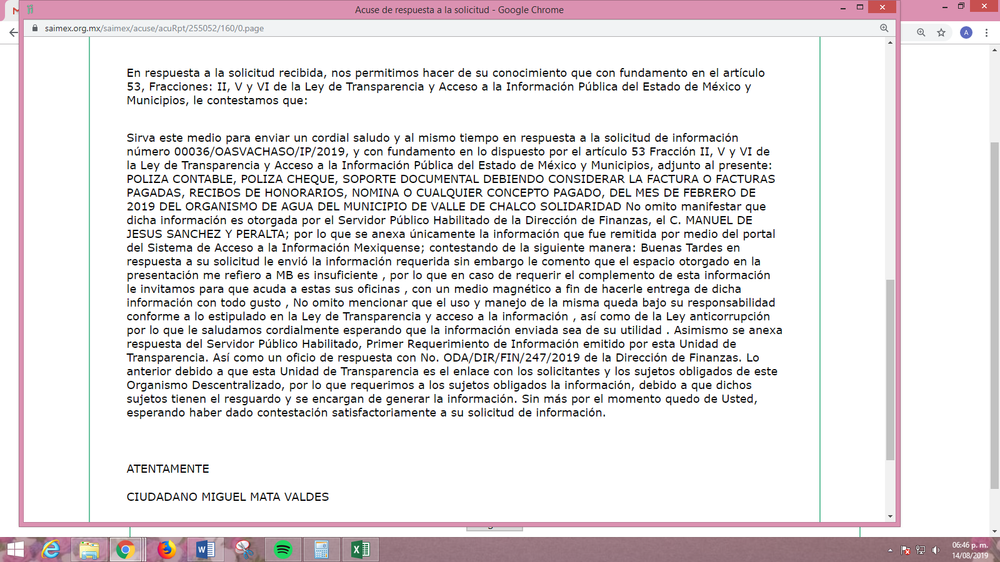 Acuse de respuesta a la solicitud - Google Chrome
saimex.org.mx/saimex/acuse/acuRpt/255052/160/0.page
A
En respuesta a la solicitud recibida, nos permitimos hacer de su conocimiento que con fundamento en el artículo
53, Fracciones: II, V y VI de la Ley de Transparencia y Acceso a la Información Pública del Estado de México y
Municipios, le contestamos que:
Sirva este medio para enviar un cordial saludo y al mismo tiempo en respuesta a la solicitud de información
número 00036/OASVACHASO/IP/2019, y con fundamento en lo dispuesto por el artículo 53 Fracción II, V y VI de
la Ley de Transparencia y Acceso a la Información Pública del Estado de México y Municipios, adjunto al presente:
POLIZA CONTABLE, POLIZA CHEQUE, SOPORTE DOCUMENTAL DEBIENDO CONSIDERAR LA FACTURA O FACTURAS
PAGADAS, RECIBOS DE HONORARIOS, NOMINA O CUALQUIER CONCEPTO PAGADO, DEL MES DE FEBRERO DE
2019 DEL ORGANISMO DE AGUA DEL MUNICIPIO DE VALLE DE CHALCO SOLIDARIDAD No omito manifestar que
dicha información es otorgada por el Servidor Público Habilitado de la Dirección de Finanzas, el C. MANUEL DE
JESUS SANCHEZ Y PERALTA; por lo que se anexa únicamente la información que fue remitida por medio del portal
del Sistema de Acceso a la Información Mexiquense; contestando de la siguiente manera: Buenas Tardes en
respuesta a su solicitud le envió la información requerida sin embargo le comento que el espacio otorgado en la
presentación me refiero a MB es insuficiente , por lo que en caso de requerir el complemento de esta información
le invitamos para que acuda a estas sus oficinas , con un medio magnético a fin de hacerle entrega de dicha
información con todo gusto , No omito mencionar que el uso y manejo de la misma queda bajo su responsabilidad
conforme a lo estipulado en la Ley de Transparencia y acceso a la información , así como de la Ley anticorrupción
por lo que le saludamos cordialmente esperando que la información enviada sea de su utilidad . Asimismo se anexa
respuesta del Servidor Público Habilitado, Primer Requerimiento de Información emitido por esta Unidad de
Transparencia. Así como un oficio de respuesta con No. ODA/DIR/FIN/247/2019 de la Dirección de Finanzas. Lo
anterior debido a que esta Unidad de Transparencia es el enlace con los solicitantes y los sujetos obligados de este
Organismo Descentralizado, por lo que requerimos a los sujetos obligados la información, debido a que dichos
sujetos tienen el resguardo y se encargan de generar la información. Sin más por el momento quedo de Usted,
esperando haber dado contestación satisfactoriamente a su solicitud de información.
ATENTAMENTE
CIUDADANO MIGUEL MATA VALDES
06:46 p. m.
14/08/2019